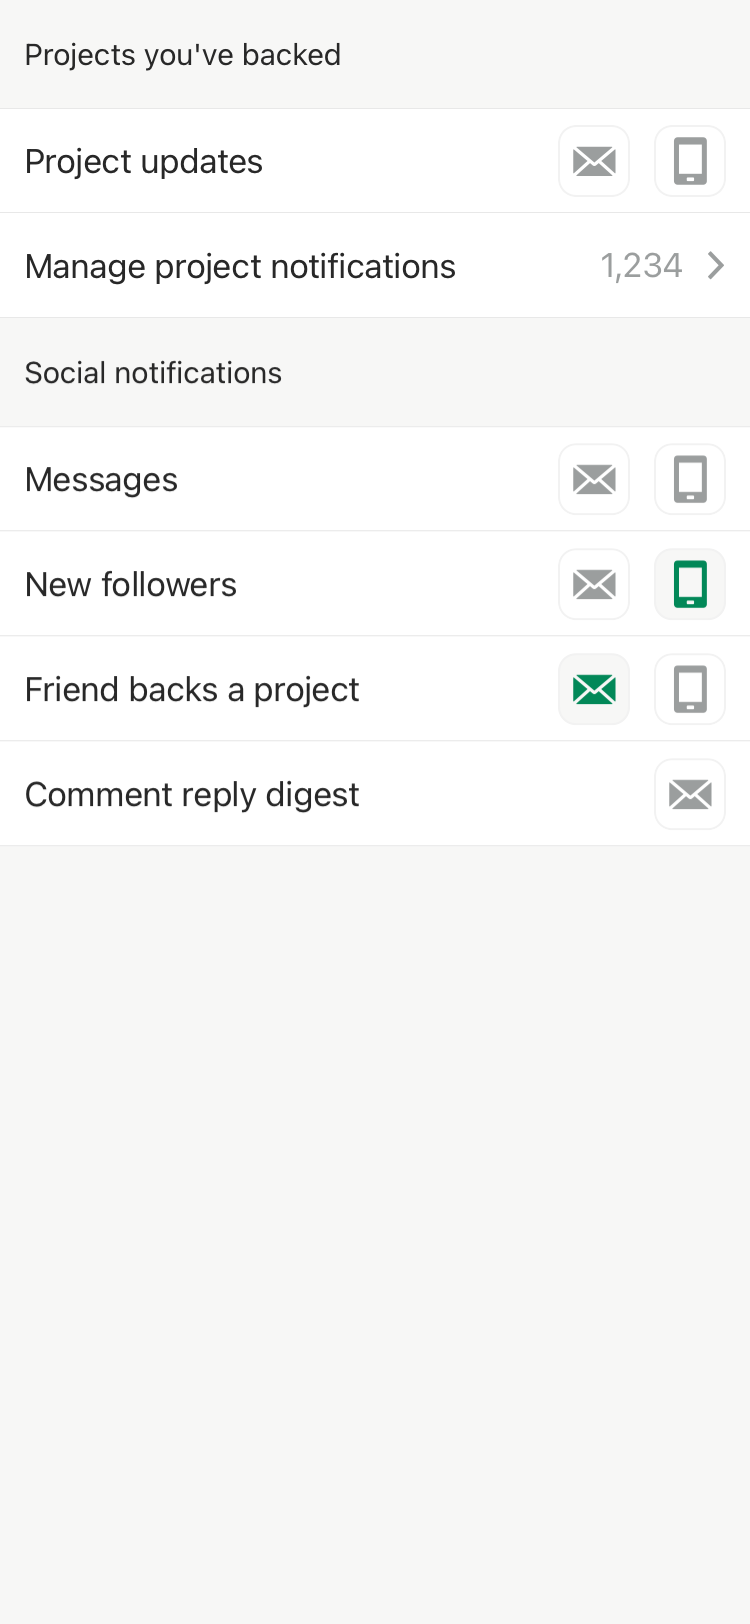 Projects you've backed
Project updates
Manage project notifications 1,234
Social notifications
Messages
New followers
Friend backs a project
Comment reply digest